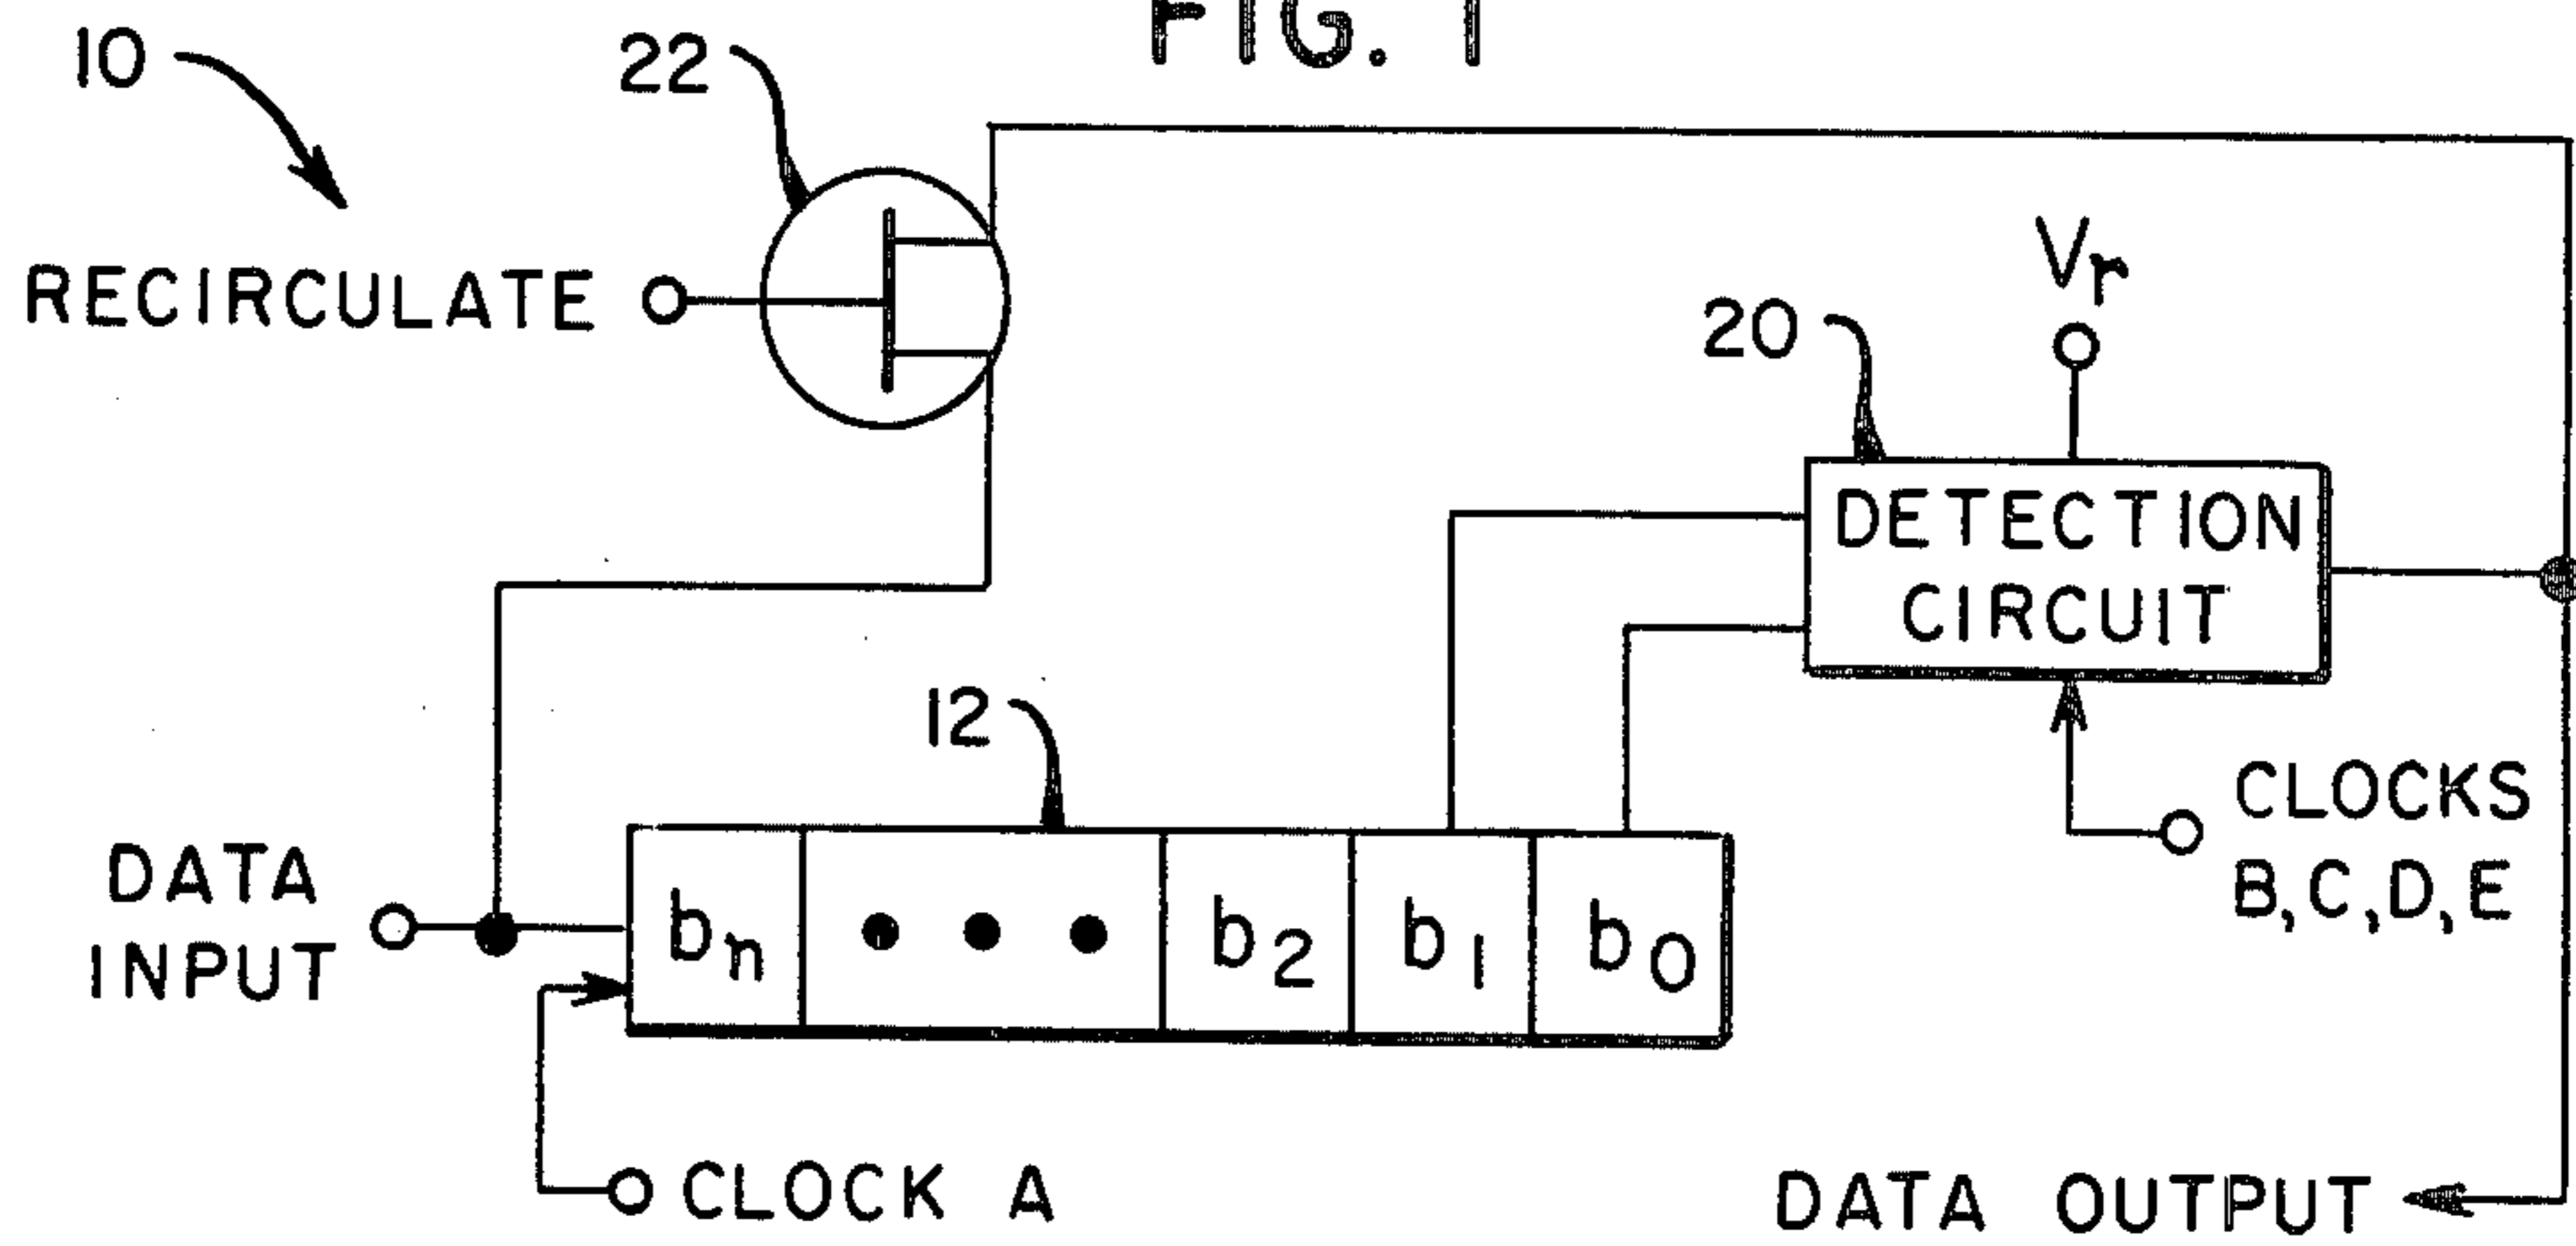 FIG. 1
10
22
RECIRCULATE
Vr
20
DETECTION
CIRCUIT
12
CLOCKS
B,C,D,E
DATA
INPUT
bn
b2
b1
b0
CLOCK A
DATA OUTPUT